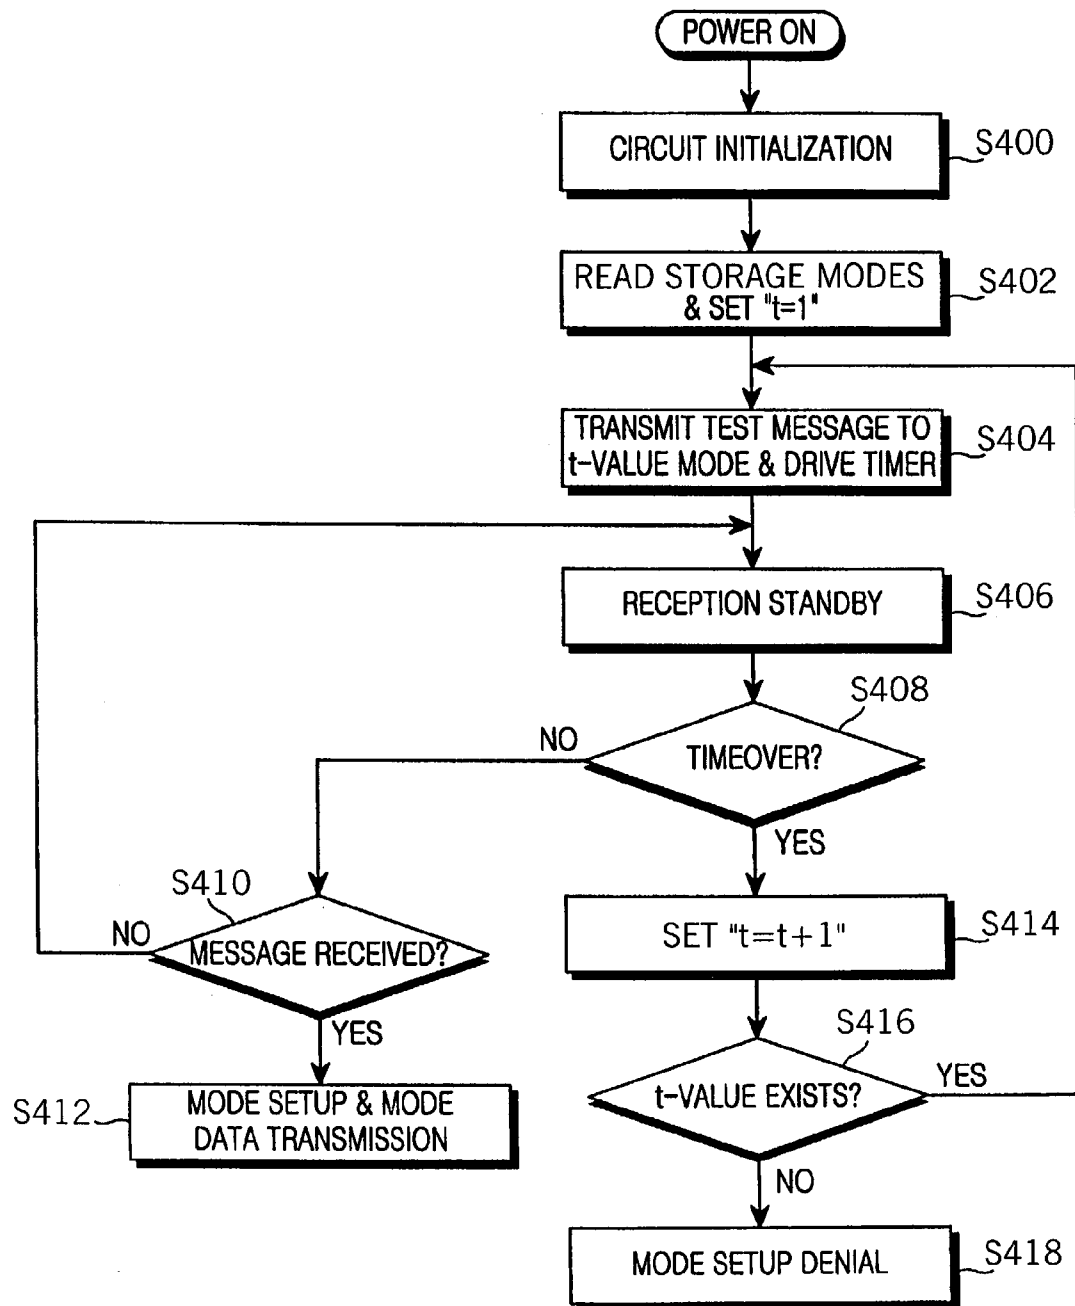 POWER ON
CIRCUIT INITIALIZATION
S400
READ STORAGE MODES
& SET "t=1"
S402
TRANSMIT TEST MESSAGE TO
t-VALUE MODE & DRIVE TIMER
S404
RECEPTION STANDBY
S406
S408
TIMEOVER?
NO
YES
S410
MESSAGE RECEIVED?
NO
YES
SET "t=t+1"
S414
S416
t-VALUE EXISTS?
YES
NO
S412
MODE SETUP & MODE
DATA TRANSMISSION
MODE SETUP DENIAL
S418